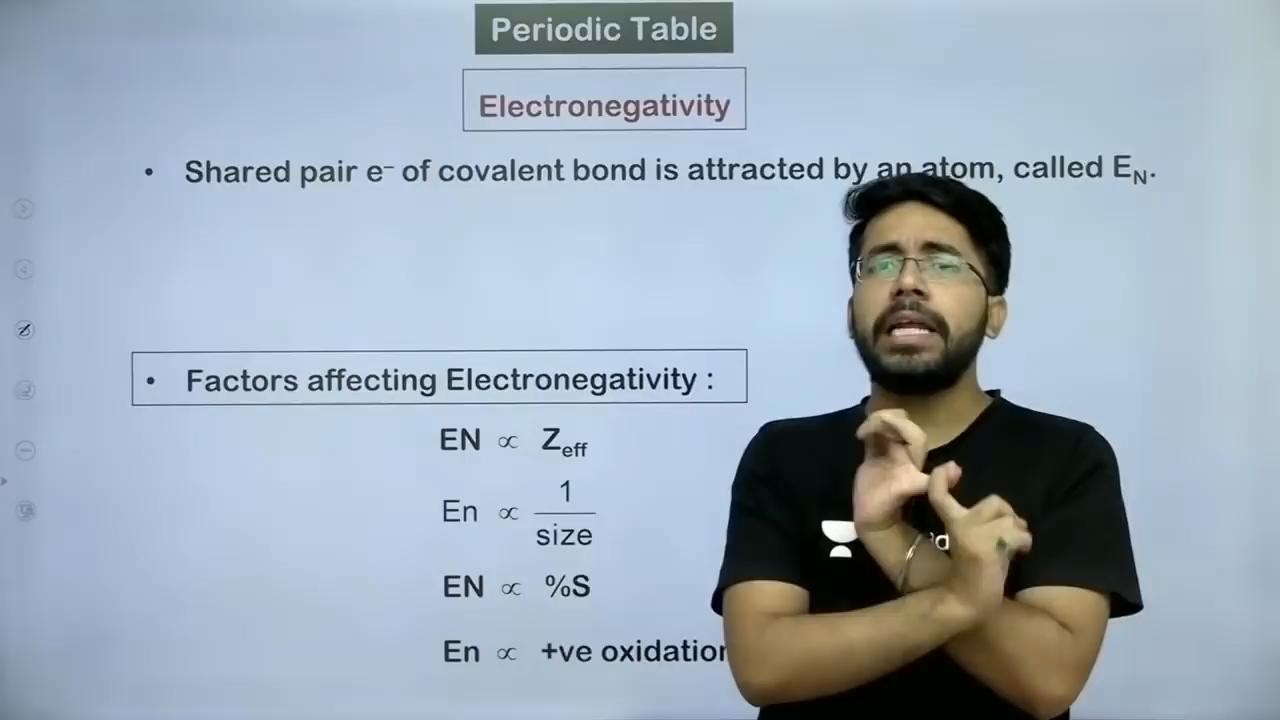 Periodic Table
Electronegativity
• Shared pair e⁻ of covalent bond is attracted by an atom, called E_N.
• Factors affecting Electronegativity :
EN ∝ Z_eff
En ∝ 1/size
EN ∝ %S
En ∝ +ve oxidation